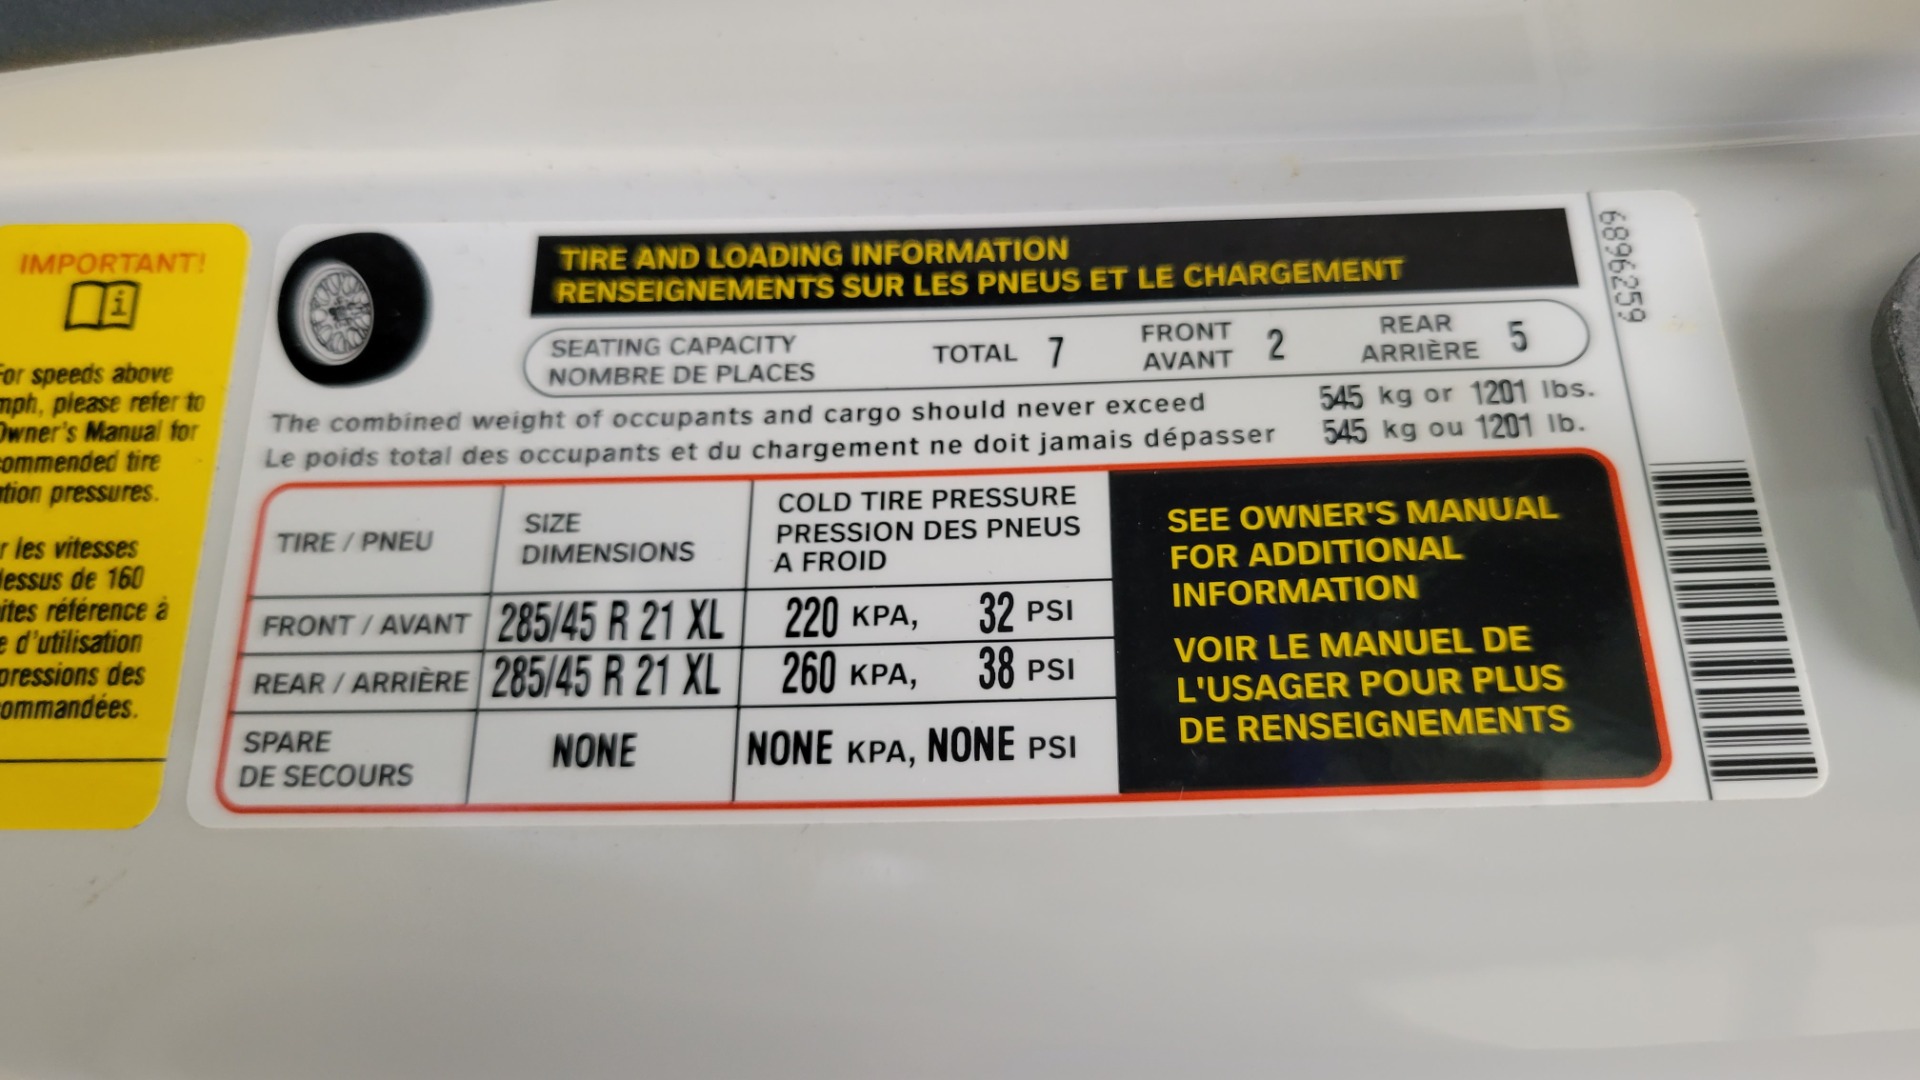 IMPORTANT!
i
For speeds above
mph, please refer to
Owner's Manual for
tire
pressures.
les vitesses
de 160
référence à
d'utilisation
pressions des
TIRE AND LOADING INFORMATION
RENSEIGNEMENTS SUR LES PNEUS ET LE CHARGEMENT
SEATING CAPACITY
NOMBRE DE PLACES
TOTAL 7
FRONT
AVANT
2
REAR
ARRIÈRE
5
The combined weight of occupants and cargo should never exceed 545 kg or 1201 lbs.
Le poids total des occupants et du chargement ne doit jamais dépasser 545 kg ou 1201 lb.
TIRE / PNEU
SIZE
DIMENSIONS
COLD TIRE PRESSURE
PRESSION DES PNEUS
A FROID
FRONT / AVANT 285/45 R 21 XL 220 KPA, 32 PSI
REAR / ARRIÈRE 285/45 R 21 XL 260 KPA, 38 PSI
SPARE
DE SECOURS
NONE NONE KPA, NONE PSI
SEE OWNER'S MANUAL
FOR ADDITIONAL
INFORMATION
VOIR LE MANUEL DE
L'USAGER POUR PLUS
DE RENSEIGNEMENTS
6896259